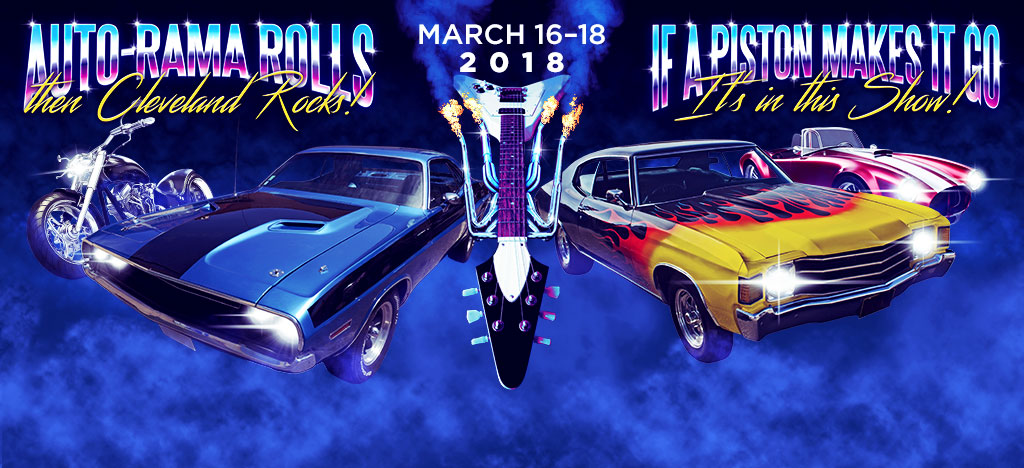 AUTO-RAMA ROLLS
then Cleveland Rocks!
MARCH 16-18
2018
IF A PISTON MAKES IT GO
It's in this Show!